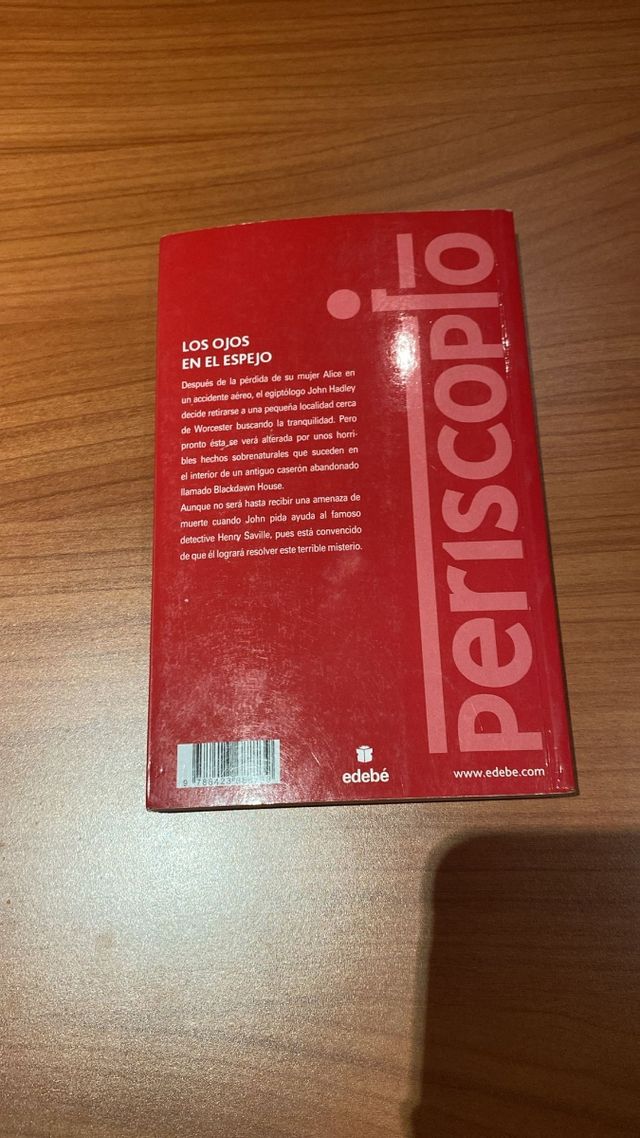 LOS OJOS
EN EL ESPEJO
Después de la pérdida de su mujer Alice en
un accidente aéreo, el egiptólogo John Hadley
decide retirarse a una pequeña localidad cerca
de Worcester buscando la tranquilidad. Pero
pronto ésta se verá alterada por unos horri-
bles hechos sobrenaturales que suceden en
el interior de un antiguo caserón abandonado
llamado Blackdawn House.
Aunque no será hasta recibir una amenaza de
muerte cuando John pida ayuda al famoso
detective Henry Saville, pues está convencido
de que él logrará resolver este terrible misterio.
periscopio
edebé
www.edebe.com